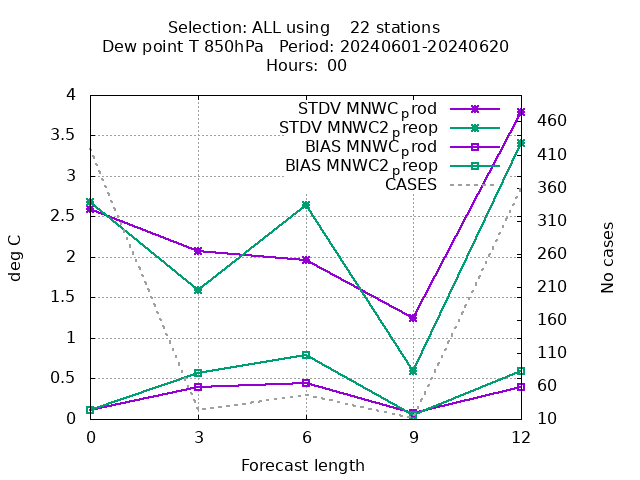 Selection: ALL using    22 stations
Dew point T 850hPa   Period: 20240601-20240620
Hours:  00
STDV MNWC_prod
STDV MNWC2_preop
BIAS MNWC_prod
BIAS MNWC2_preop
CASES
4
3.5
3
2.5
2
1.5
1
0.5
0
deg C
460
410
360
310
260
210
160
110
60
10
No cases
0 3 6 9 12
Forecast length